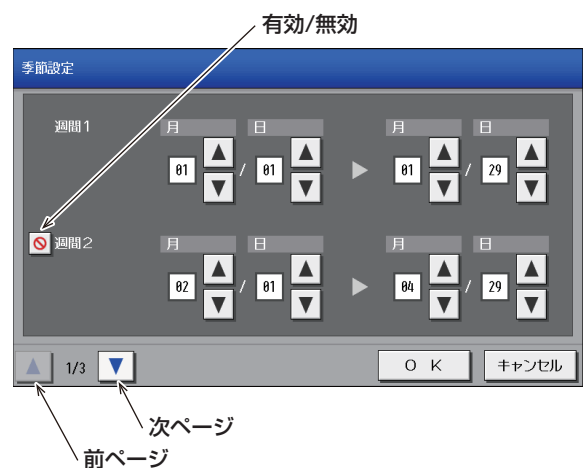 有効/無効
季節設定
週間1 月 日 月 日
01 / 01 01 / 29
週間2 月 日 月 日
02 / 01 04 / 29
1/3 OK キャンセル
次ページ
前ページ